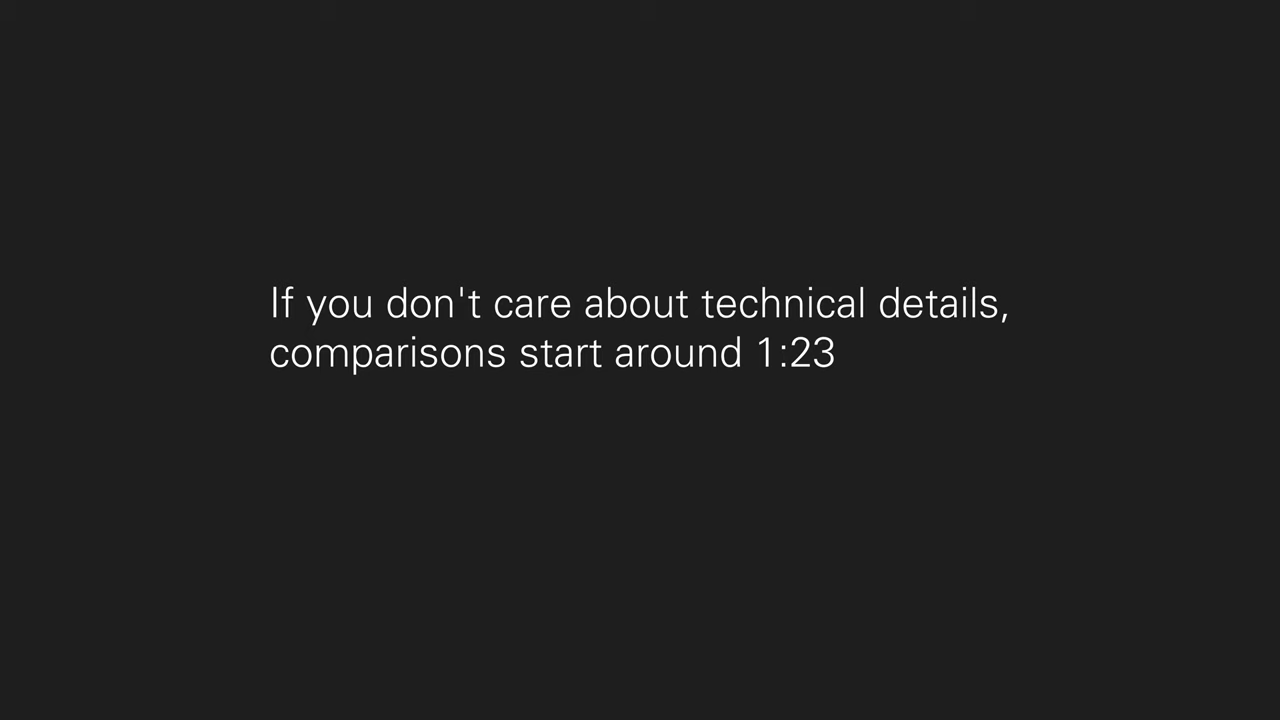 If you don't care about technical details,
comparisons start around 1:23